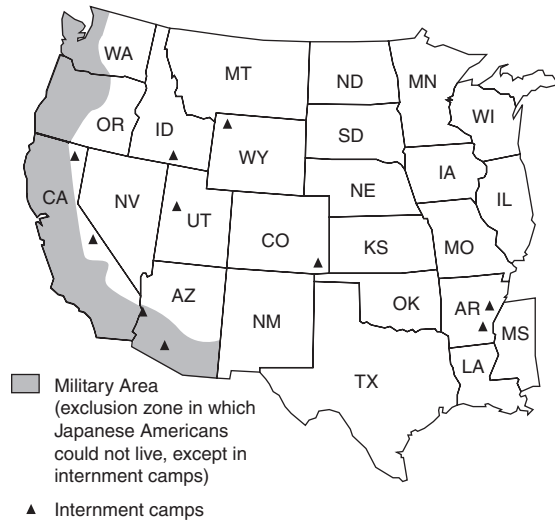 WA
MT
ND
MN
WI
OR
ID
SD
WY
IA
CA
NV
UT
NE
IL
CO
KS
MO
AZ
NM
OK
AR
MS
LA
TX
Military Area
(exclusion zone in which
Japanese Americans
could not live, except in
internment camps)
Internment camps